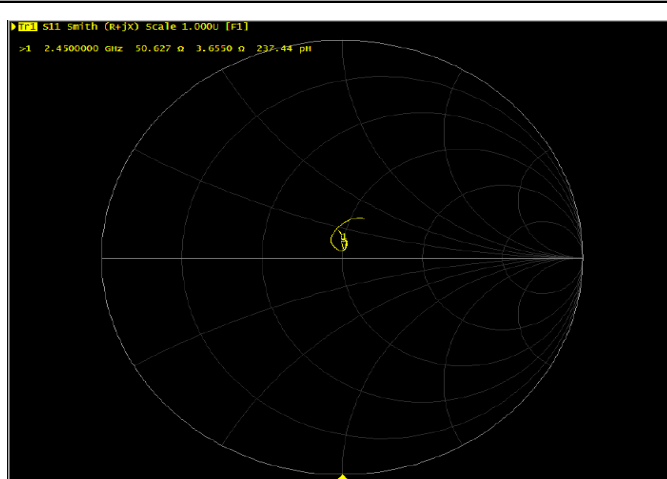 Tr1 S11 Smith (R+jX) Scale 1.000U [F1]
>1 2.4500000 GHz 50.627 Ω 3.6550 Ω 237.44 pH